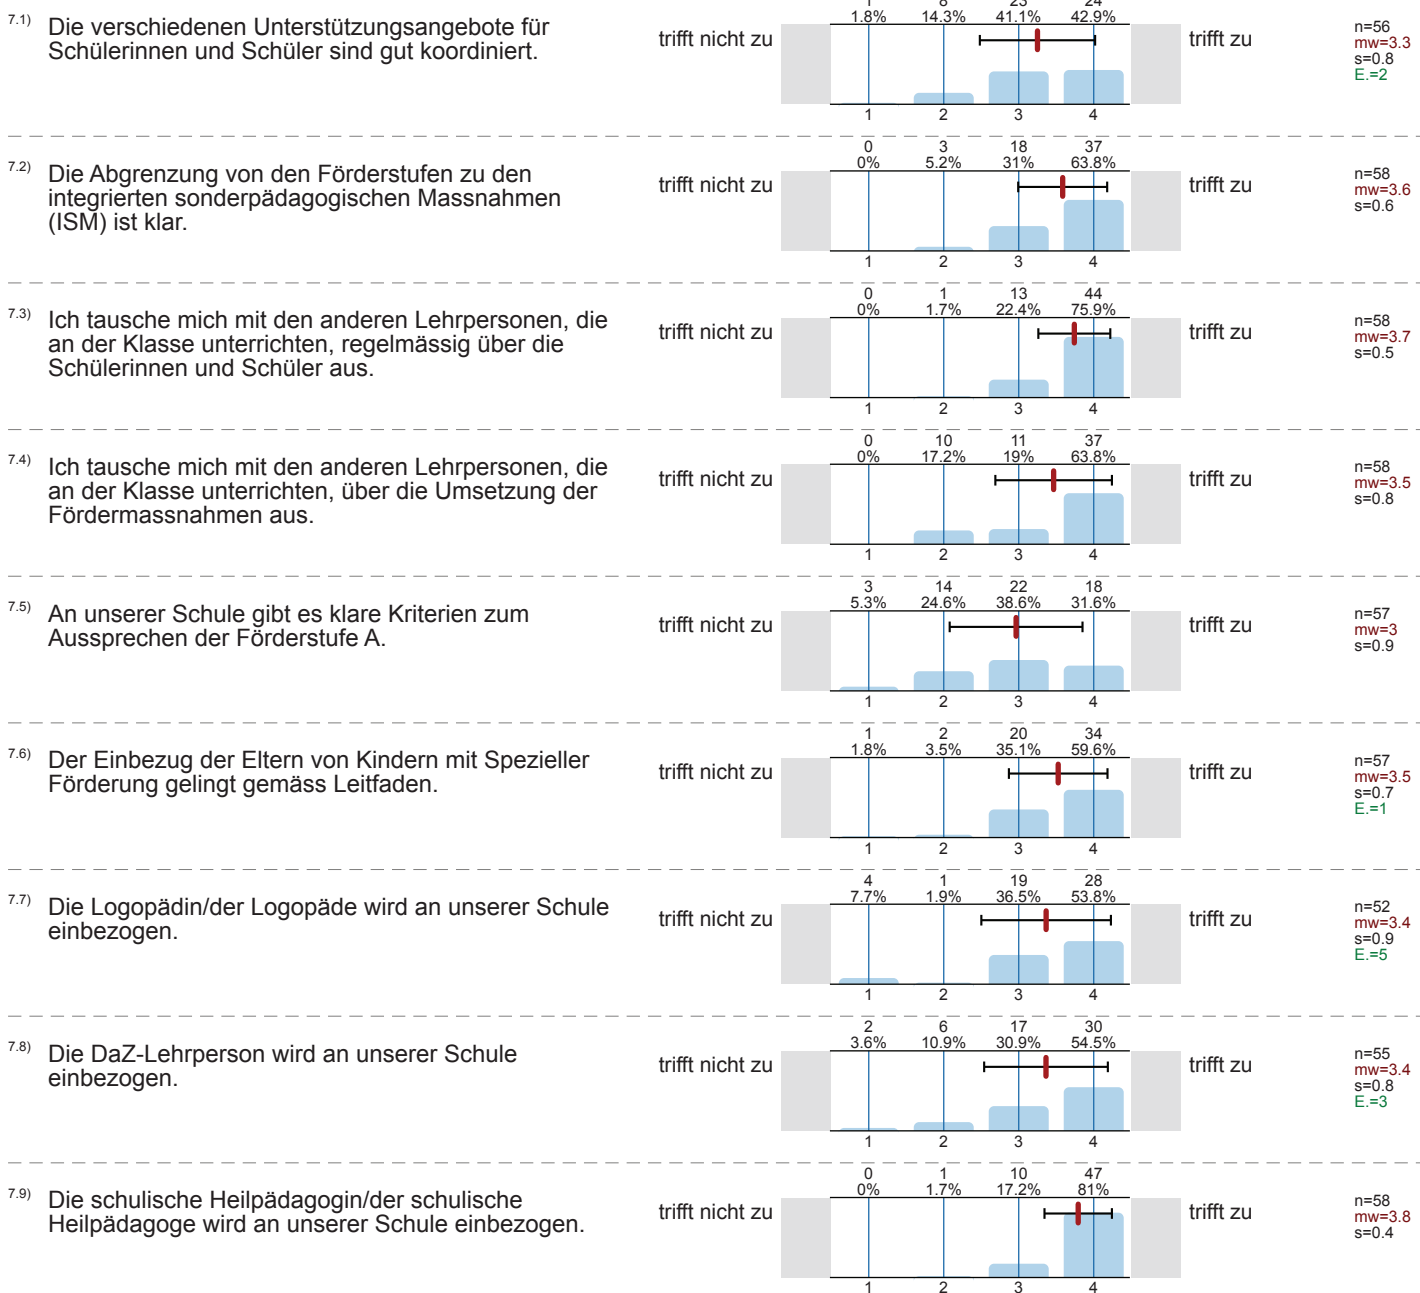 1 8 23 24
1.8% 14.3% 41.1% 42.9%
7.1) Die verschiedenen Unterstützungsangebote für
Schülerinnen und Schüler sind gut koordiniert.
trifft nicht zu
trifft zu
n=56
mw=3.3
s=0.8
E.=2
1 2 3 4
0 3 18 37
0% 5.2% 31% 63.8%
7.2) Die Abgrenzung von den Förderstufen zu den
integrierten sonderpädagogischen Massnahmen
(ISM) ist klar.
trifft nicht zu
trifft zu
n=58
mw=3.6
s=0.6
1 2 3 4
0 1 13 44
0% 1.7% 22.4% 75.9%
7.3) Ich tausche mich mit den anderen Lehrpersonen, die
an der Klasse unterrichten, regelmässig über die
Schülerinnen und Schüler aus.
trifft nicht zu
trifft zu
n=58
mw=3.7
s=0.5
1 2 3 4
0 10 11 37
0% 17.2% 19% 63.8%
7.4) Ich tausche mich mit den anderen Lehrpersonen, die
an der Klasse unterrichten, über die Umsetzung der
Fördermassnahmen aus.
trifft nicht zu
trifft zu
n=58
mw=3.5
s=0.8
1 2 3 4
3 14 22 18
5.3% 24.6% 38.6% 31.6%
7.5) An unserer Schule gibt es klare Kriterien zum
Aussprechen der Förderstufe A.
trifft nicht zu
trifft zu
n=57
mw=3
s=0.9
1 2 3 4
1 2 20 34
1.8% 3.5% 35.1% 59.6%
7.6) Der Einbezug der Eltern von Kindern mit Spezieller
Förderung gelingt gemäss Leitfaden.
trifft nicht zu
trifft zu
n=57
mw=3.5
s=0.7
E.=1
1 2 3 4
4 1 19 28
7.7% 1.9% 36.5% 53.8%
7.7) Die Logopädin/der Logopäde wird an unserer Schule
einbezogen.
trifft nicht zu
trifft zu
n=52
mw=3.4
s=0.9
E.=5
1 2 3 4
2 6 17 30
3.6% 10.9% 30.9% 54.5%
7.8) Die DaZ-Lehrperson wird an unserer Schule
einbezogen.
trifft nicht zu
trifft zu
n=55
mw=3.4
s=0.8
E.=3
1 2 3 4
0 1 10 47
0% 1.7% 17.2% 81%
7.9) Die schulische Heilpädagogin/der schulische
Heilpädagoge wird an unserer Schule einbezogen.
trifft nicht zu
trifft zu
n=58
mw=3.8
s=0.4
1 2 3 4